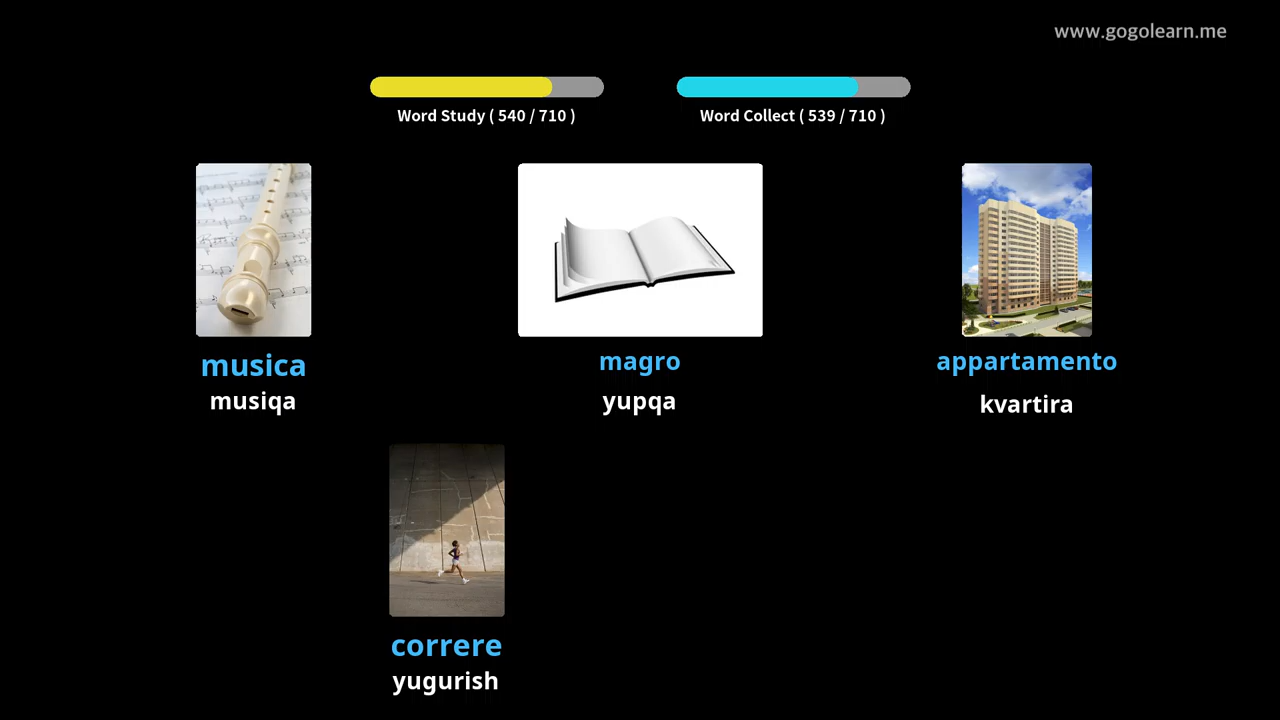 www.gogolearn.me
Word Study ( 540 / 710 )
Word Collect ( 539 / 710 )
musica
musiqa
magro
yupqa
appartamento
kvartira
correre
yugurish